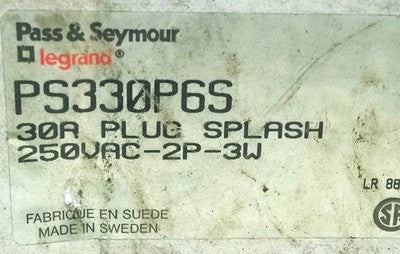 Pass & Seymour
legrand®
PS330P6S
30A PLUG SPLASH
250VAC-2P-3W
LR 88
FABRIQUE EN SUEDE
MADE IN SWEDEN